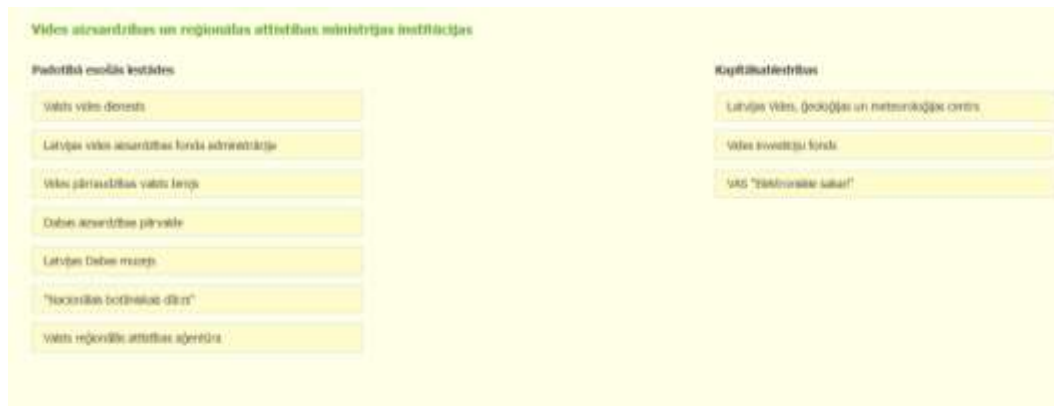 Vides aizsardzības un reģionālās attīstības ministrijas institūcijas
Padotībā esošās iestādes
Kapitālsabiedrības
Valsts vides dienests
Latvijas Vides, ģeoloģijas un meteoroloģijas centrs
Latvijas vides aizsardzības fonda administrācija
Vides investīciju fonds
Vides pārraudzības valsts birojs
VAS "Elektroniskie sakari"
Dabas aizsardzības pārvalde
Latvijas Dabas muzejs
"Nacionālais botāniskais dārzs"
Valsts reģionālās attīstības aģentūra